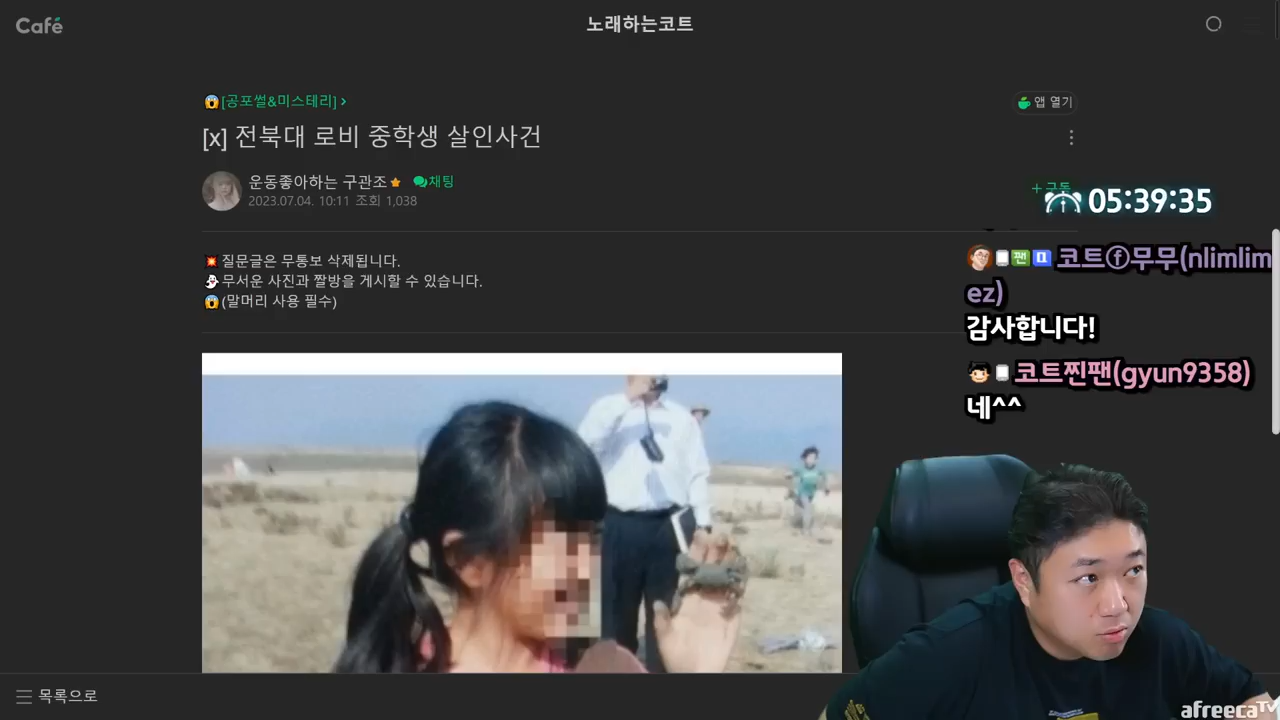 Café
노래하는코트
😱[공포썰&미스테리] >
앱 열기
[x] 전북대 로비 중학생 살인사건
운동좋아하는 구관조 채팅
2023.07.04. 10:11 조회 1,038
+ 구독
05:39:35
💥질문글은 무통보 삭제됩니다.
👻무서운 사진과 짤방을 게시할 수 있습니다.
😱(말머리 사용 필수)
팬 코트ⓕ무무(nlimlim
ez)
감사합니다!
코트찐팬(gyun9358)
네^^
목록으로
afreecaTV